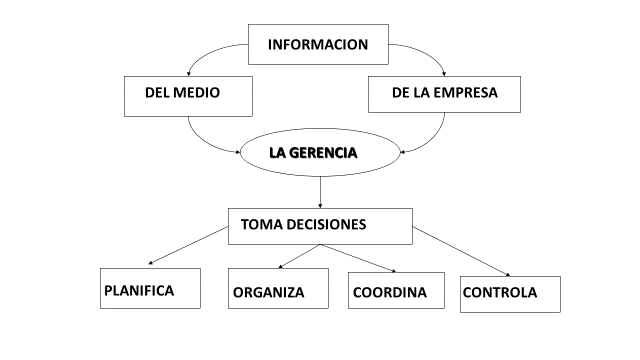 INFORMACION
DEL MEDIO
DE LA EMPRESA
LA GERENCIA
TOMA DECISIONES
PLANIFICA
ORGANIZA
COORDINA
CONTROLA